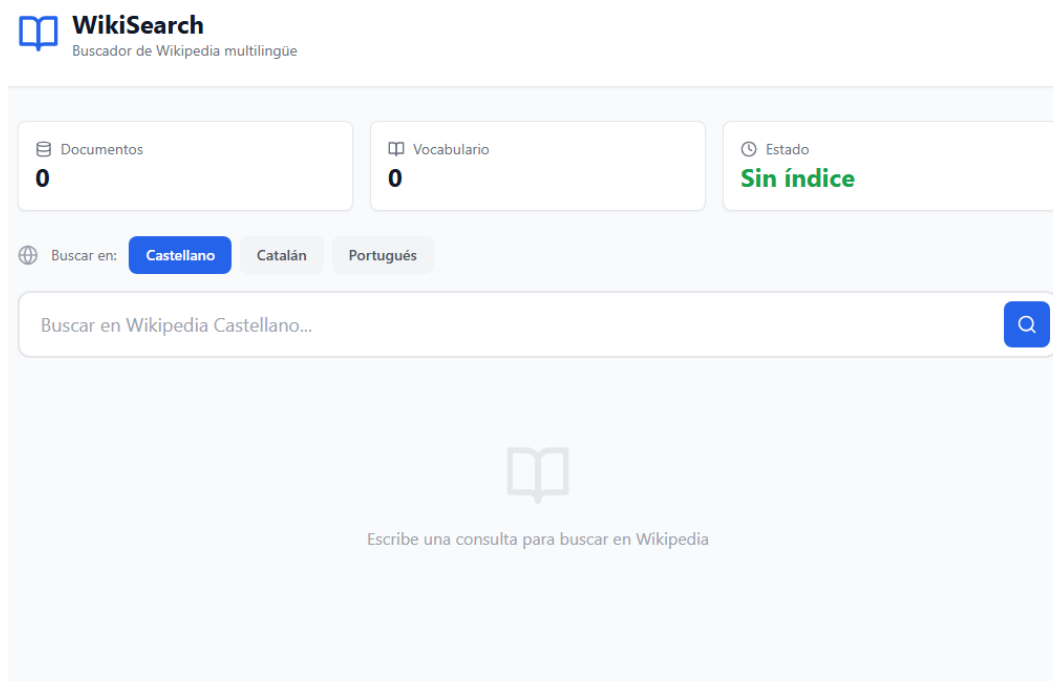 WikiSearch
Buscador de Wikipedia multilingüe
Documentos
0
Vocabulario
0
Estado
Sin índice
Buscar en: Castellano Catalán Portugués
Buscar en Wikipedia Castellano...
Escribe una consulta para buscar en Wikipedia